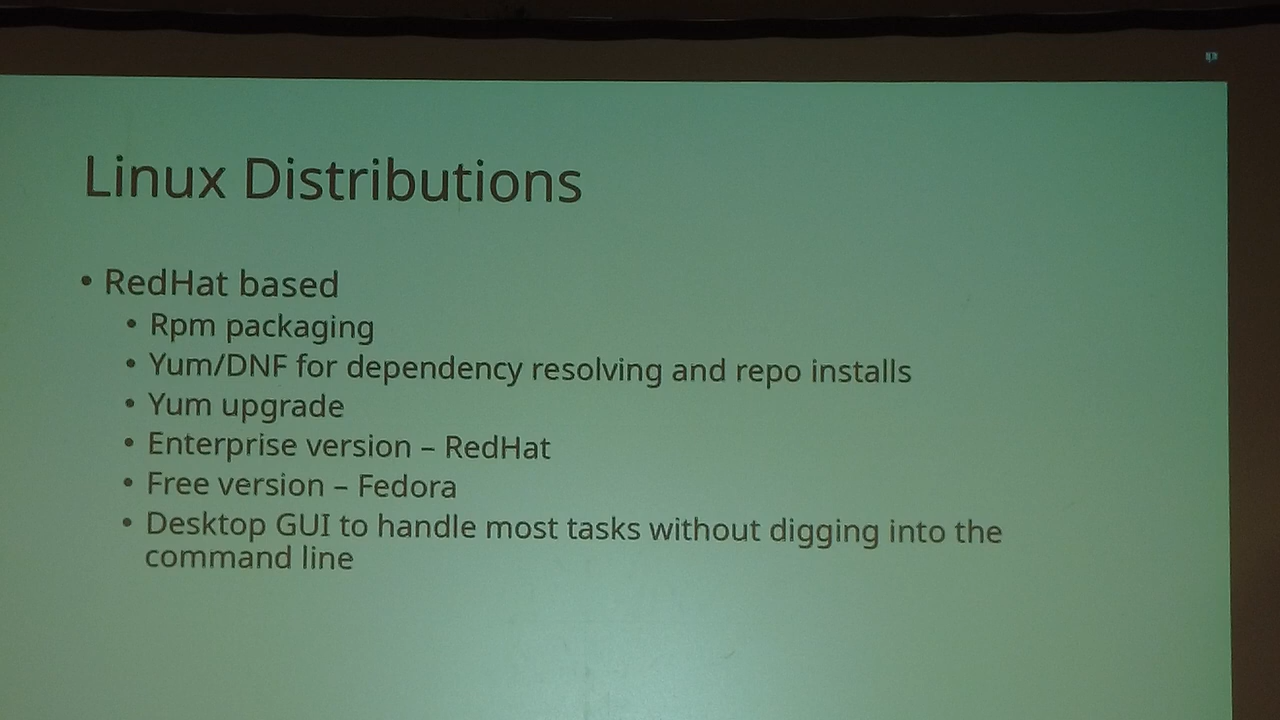 Linux Distributions
• RedHat based
• Rpm packaging
• Yum/DNF for dependency resolving and repo installs
• Yum upgrade
• Enterprise version – RedHat
• Free version – Fedora
• Desktop GUI to handle most tasks without digging into the
command line